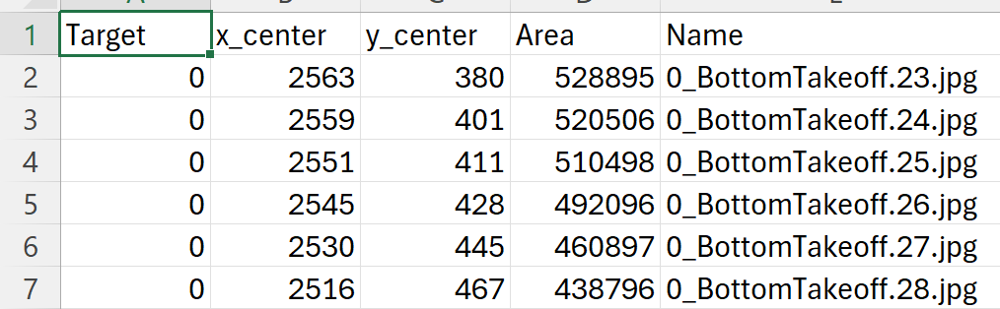 1 Target x_center y_center Area Name
2 0 2563 380 528895 0_BottomTakeoff.23.jpg
3 0 2559 401 520506 0_BottomTakeoff.24.jpg
4 0 2551 411 510498 0_BottomTakeoff.25.jpg
5 0 2545 428 492096 0_BottomTakeoff.26.jpg
6 0 2530 445 460897 0_BottomTakeoff.27.jpg
7 0 2516 467 438796 0_BottomTakeoff.28.jpg